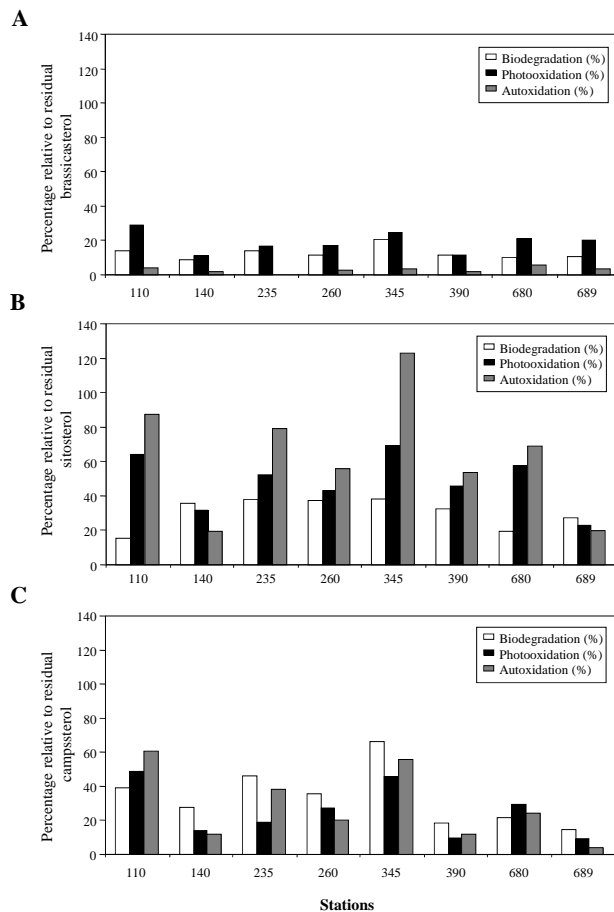 A
Percentage relative to residual
brassicasterol
140
120
100
80
60
40
20
0
Biodegradation (%)
Photooxidation (%)
Autoxidation (%)
110 140 235 260 345 390 680 689
B
Percentage relative to residual
sitosterol
140
120
100
80
60
40
20
0
Biodegradation (%)
Photooxidation (%)
Autoxidation (%)
110 140 235 260 345 390 680 689
C
Percentage relative to residual
campssterol
140
120
100
80
60
40
20
0
Biodegradation (%)
Photooxidation (%)
Autoxidation (%)
110 140 235 260 345 390 680 689
Stations